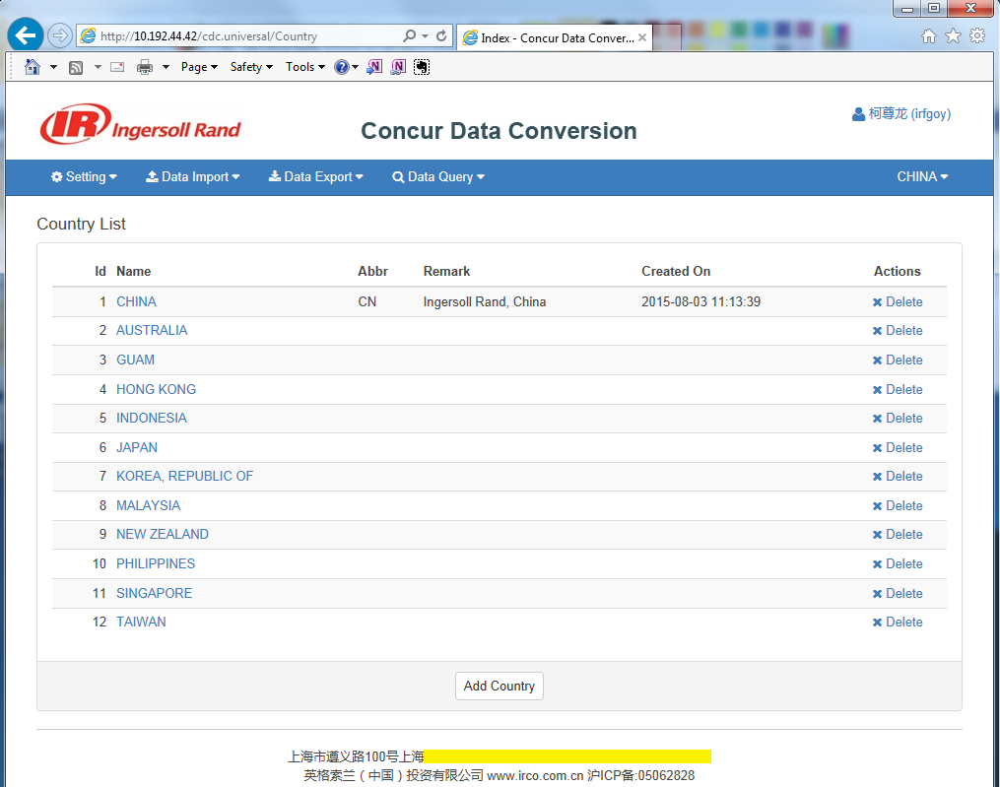 http://10.192.44.42/cdc.universal/Country
Index - Concur Data Conver...
Page
Safety
Tools
IR Ingersoll Rand
Concur Data Conversion
柯尊龙 (irfgoy)
Setting
Data Import
Data Export
Data Query
CHINA
Country List
Id Name Abbr Remark Created On Actions
1 CHINA CN Ingersoll Rand, China 2015-08-03 11:13:39 Delete
2 AUSTRALIA Delete
3 GUAM Delete
4 HONG KONG Delete
5 INDONESIA Delete
6 JAPAN Delete
7 KOREA, REPUBLIC OF Delete
8 MALAYSIA Delete
9 NEW ZEALAND Delete
10 PHILIPPINES Delete
11 SINGAPORE Delete
12 TAIWAN Delete
Add Country
上海市遵义路100号上海
英格索兰（中国）投资有限公司 www.irco.com.cn 沪ICP备:05062828